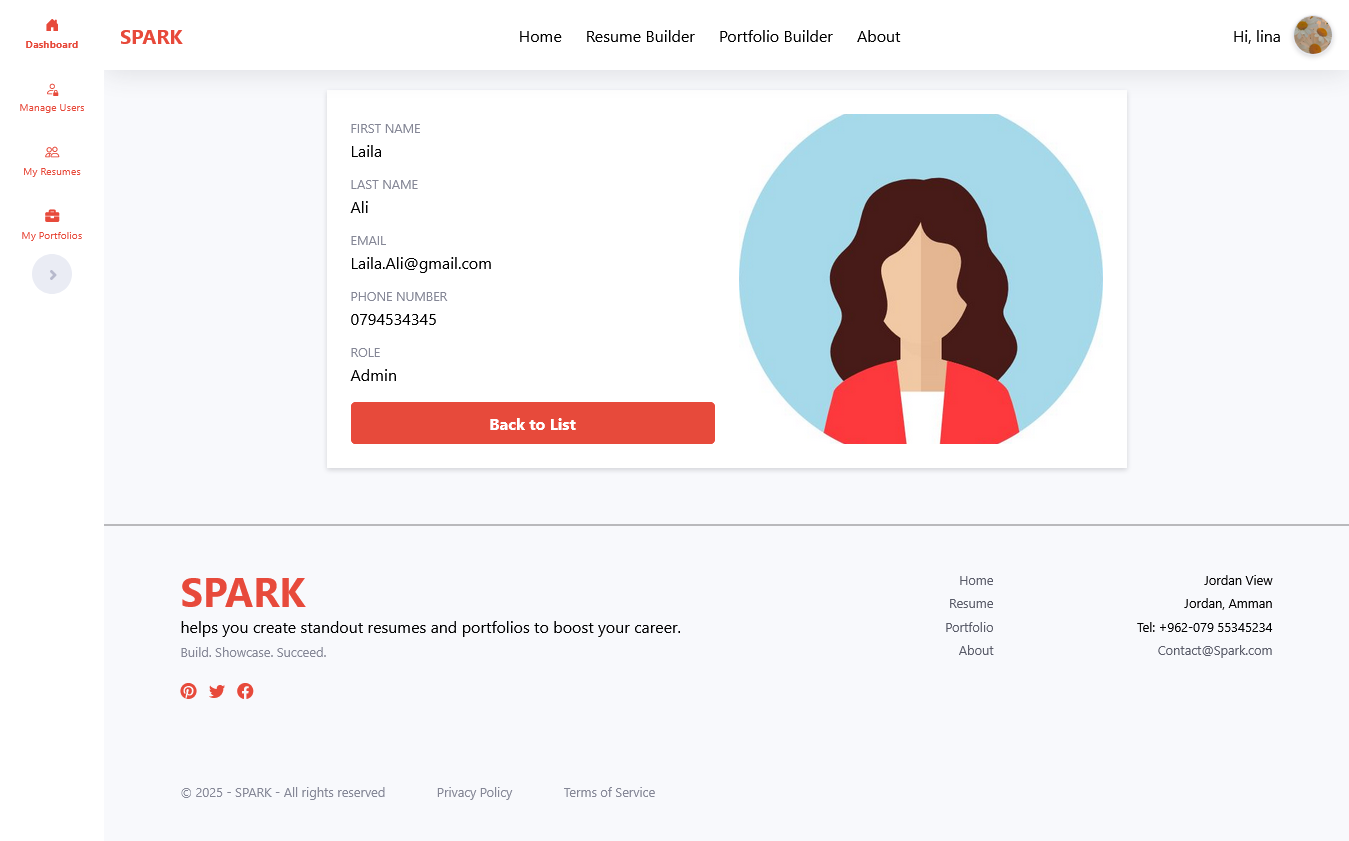 Dashboard
Manage Users
My Resumes
My Portfolios
SPARK
Home Resume Builder Portfolio Builder About
Hi, lina
FIRST NAME
Laila
LAST NAME
Ali
EMAIL
Laila.Ali@gmail.com
PHONE NUMBER
0794534345
ROLE
Admin
Back to List
SPARK
helps you create standout resumes and portfolios to boost your career.
Build. Showcase. Succeed.
Home
Resume
Portfolio
About
Jordan View
Jordan, Amman
Tel: +962-079 55345234
Contact@Spark.com
© 2025 - SPARK - All rights reserved Privacy Policy Terms of Service